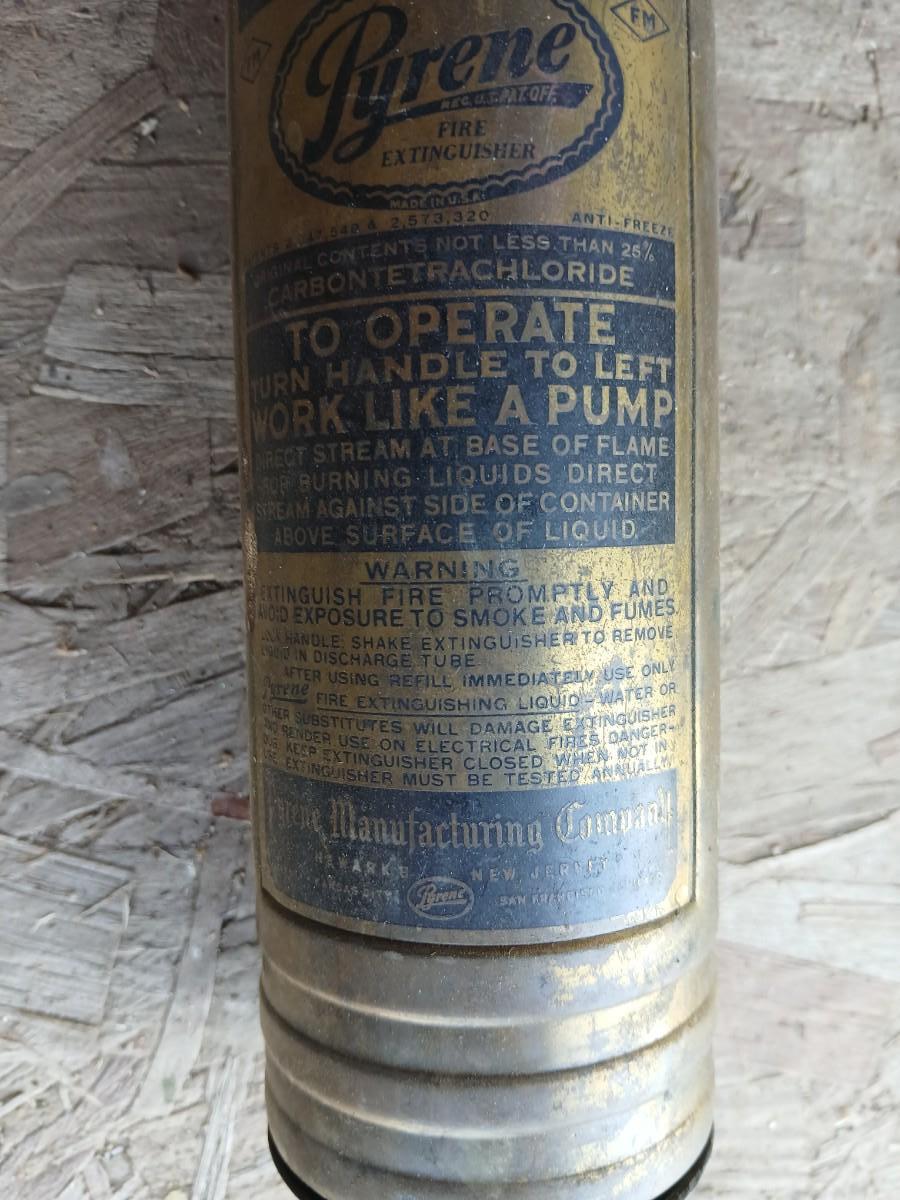 FM
Pyrene
REG. U.S. PAT. OFF.
FIRE
EXTINGUISHER
MADE IN U.S.A.
& 2,573,320 ANTI-FREEZE
ORIGINAL CONTENTS NOT LESS THAN 25%
CARBONTETRACHLORIDE
TO OPERATE
TURN HANDLE TO LEFT
WORK LIKE A PUMP
DIRECT STREAM AT BASE OF FLAME
FOR BURNING LIQUIDS DIRECT
STREAM AGAINST SIDE OF CONTAINER
ABOVE SURFACE OF LIQUID.
WARNING
EXTINGUISH FIRE PROMPTLY AND
AVOID EXPOSURE TO SMOKE AND FUMES.
LOCK HANDLE. SHAKE EXTINGUISHER TO REMOVE
LIQUID IN DISCHARGE TUBE
AFTER USING REFILL IMMEDIATELY USE ONLY
Pyrene FIRE EXTINGUISHING LIQUID-WATER OR
OTHER SUBSTITUTES WILL DAMAGE EXTINGUISHER
AND RENDER USE ON ELECTRICAL FIRES DANGER-
OUS. KEEP EXTINGUISHER CLOSED WHEN NOT IN
USE EXTINGUISHER MUST BE TESTED ANNUALLY.
Pyrene Manufacturing Company
NEWARK 8 NEW JERSEY
Pyrene SAN FRANCISCO